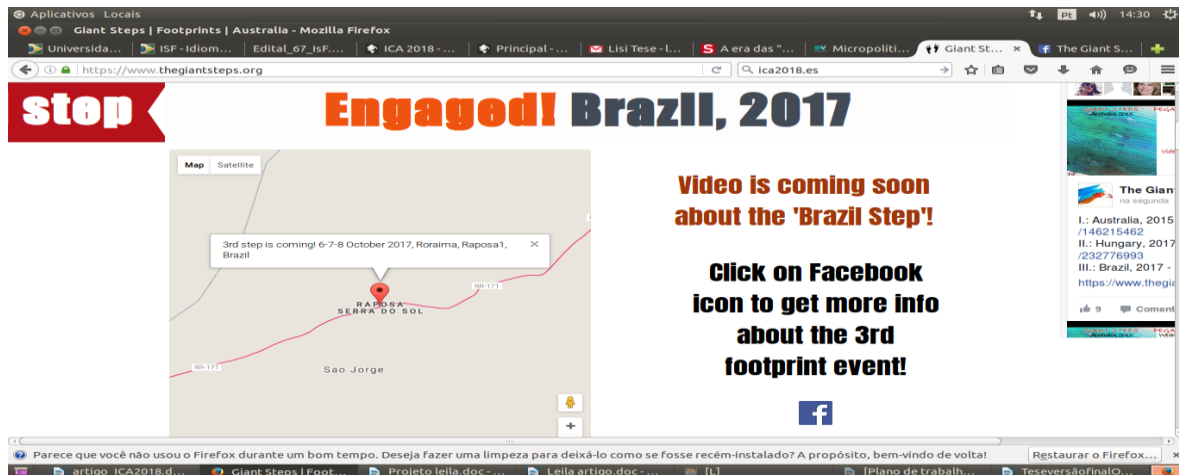 Aplicativos Locais
Pt
14:30
Giant Steps | Footprints | Australia - Mozilla Firefox
Universida...
ISF - Idiom...
Edital_67_IsF....
ICA 2018 - ...
Principal - ...
Lisi Tese - l...
A era das "...
Micropolíti...
Giant St...
The Giant S...
https://www.thegiantsteps.org
ica2018.es
step
Engaged! Brazil, 2017
Map
Satellite
3rd step is coming! 6-7-8 October 2017, Roraima, Raposa1,
Brazil
RR-171
RAPOSA
SERRA DO SOL
RR-171
Sao Jorge
+
Video is coming soon
about the 'Brazil Step'!
Click on Facebook
icon to get more info
about the 3rd
footprint event!
f
The Gian
na segunda
I.: Australia, 2015
/146215462
II.: Hungary, 2017
/232776993
III.: Brazil, 2017 -
https://www.thegia
9
Coment
Parece que você não usou o Firefox durante um bom tempo. Deseja fazer uma limpeza para deixá-lo como se fosse recém-instalado? A propósito, bem-vindo de volta!
Restaurar o Firefox...
artigo_ICA2018.d...
Giant Steps | Foot...
Projeto leila.doc - ...
Leila artigo.doc - ...
[L]
[Plano de trabalh...
TeseversãofinalO...